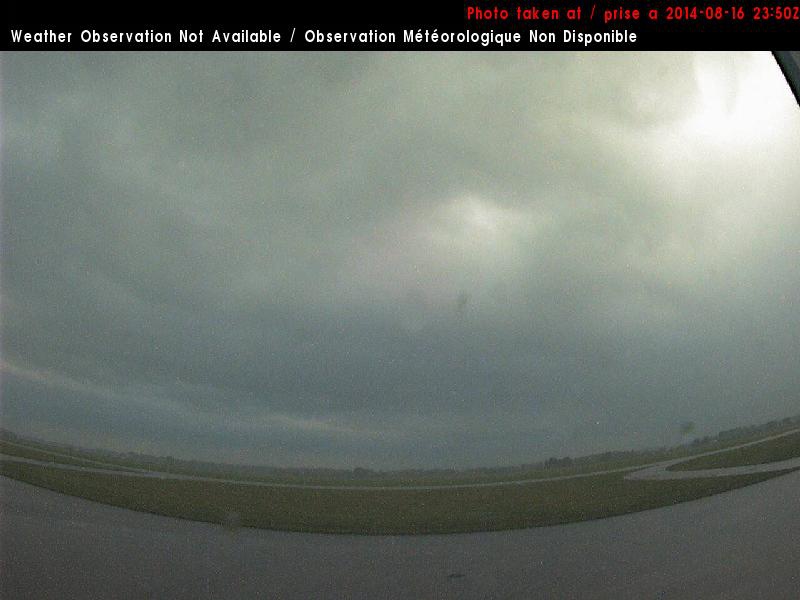 Photo taken at / prise a 2014-08-16 23:50Z
Weather Observation Not Available / Observation Météorologique Non Disponible